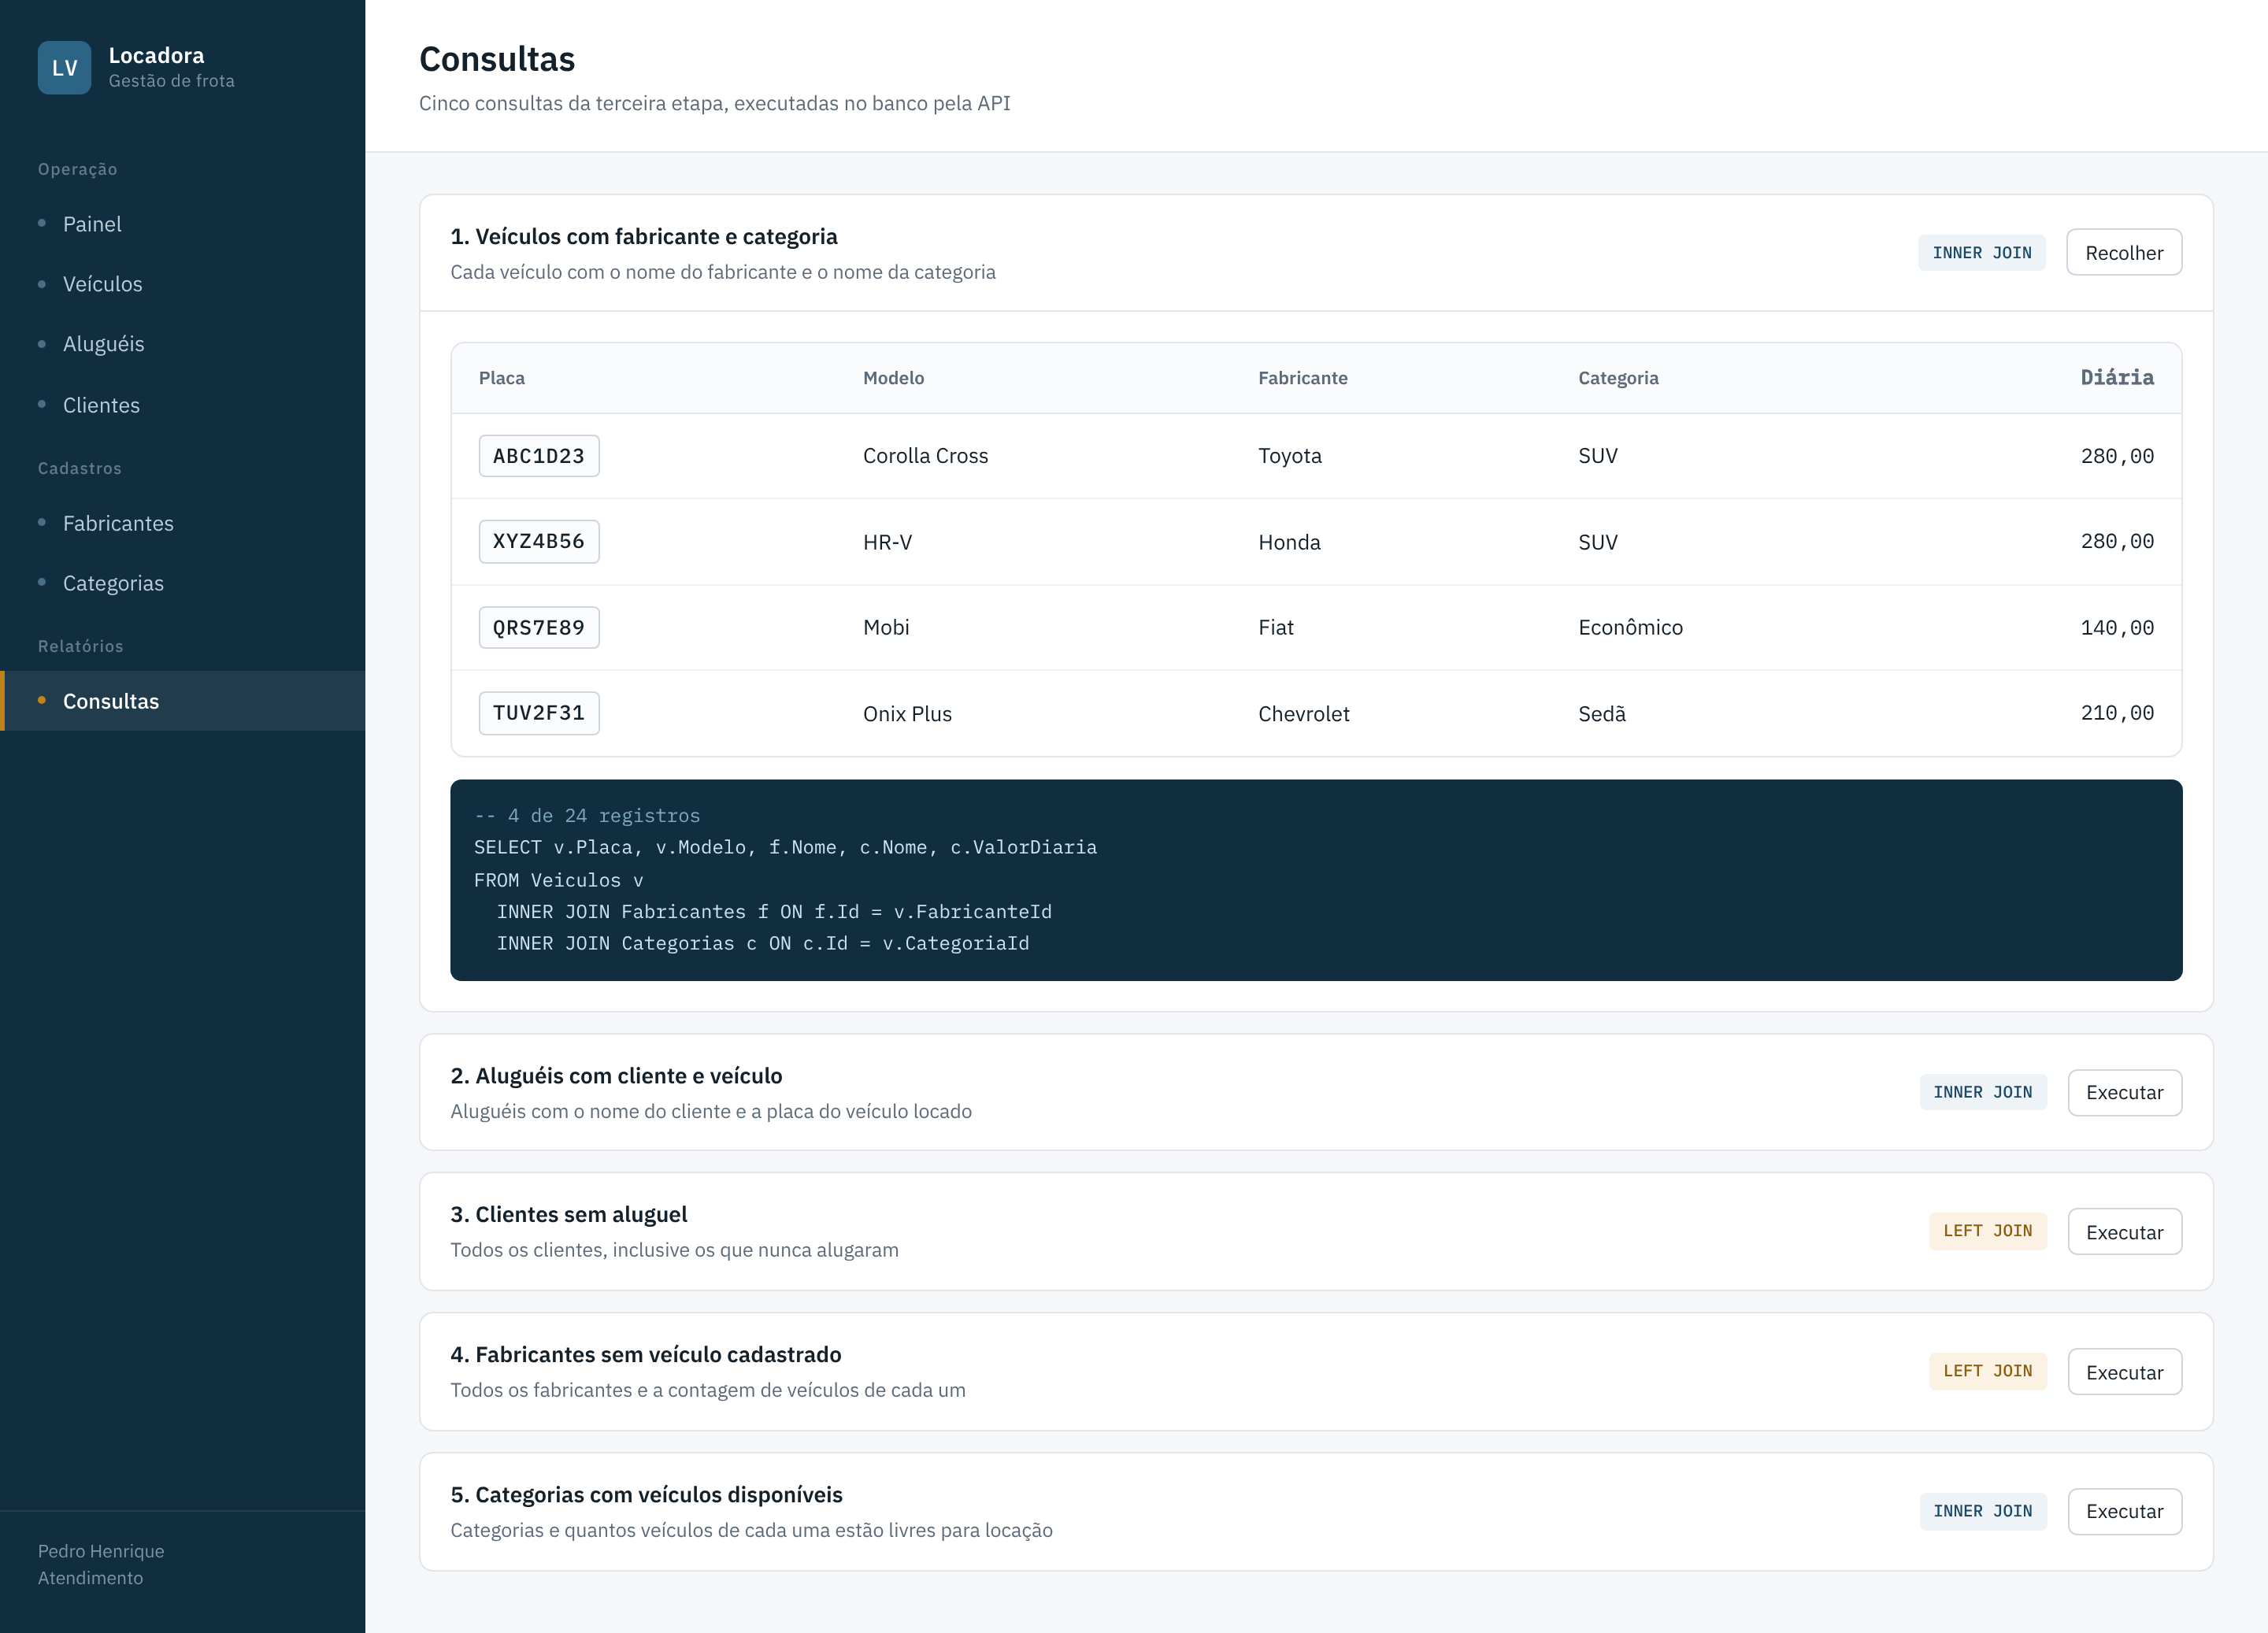 LV
Locadora
Gestão de frota
Operação
Painel
Veículos
Aluguéis
Clientes
Cadastros
Fabricantes
Categorias
Relatórios
Consultas
Pedro Henrique
Atendimento
Consultas
Cinco consultas da terceira etapa, executadas no banco pela API
1. Veículos com fabricante e categoria
Cada veículo com o nome do fabricante e o nome da categoria
INNER JOIN Recolher
Placa Modelo Fabricante Categoria Diária
ABC1D23 Corolla Cross Toyota SUV 280,00
XYZ4B56 HR-V Honda SUV 280,00
QRS7E89 Mobi Fiat Econômico 140,00
TUV2F31 Onix Plus Chevrolet Sedã 210,00
-- 4 de 24 registros
SELECT v.Placa, v.Modelo, f.Nome, c.Nome, c.ValorDiaria
FROM Veiculos v
  INNER JOIN Fabricantes f ON f.Id = v.FabricanteId
  INNER JOIN Categorias c ON c.Id = v.CategoriaId
2. Aluguéis com cliente e veículo
Aluguéis com o nome do cliente e a placa do veículo locado
INNER JOIN Executar
3. Clientes sem aluguel
Todos os clientes, inclusive os que nunca alugaram
LEFT JOIN Executar
4. Fabricantes sem veículo cadastrado
Todos os fabricantes e a contagem de veículos de cada um
LEFT JOIN Executar
5. Categorias com veículos disponíveis
Categorias e quantos veículos de cada uma estão livres para locação
INNER JOIN Executar